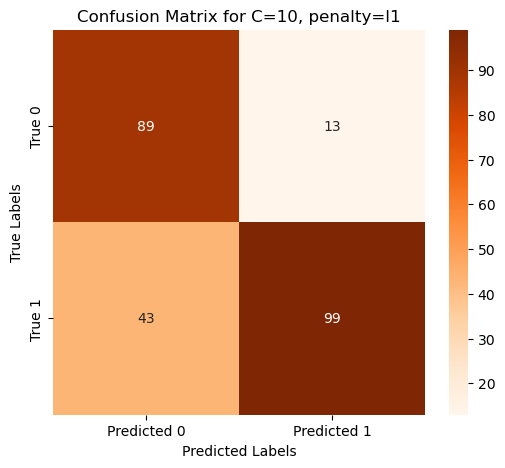 Confusion Matrix for C=10, penalty=l1
True Labels
True 0
89
13
True 1
43
99
Predicted 0
Predicted 1
Predicted Labels
90
80
70
60
50
40
30
20